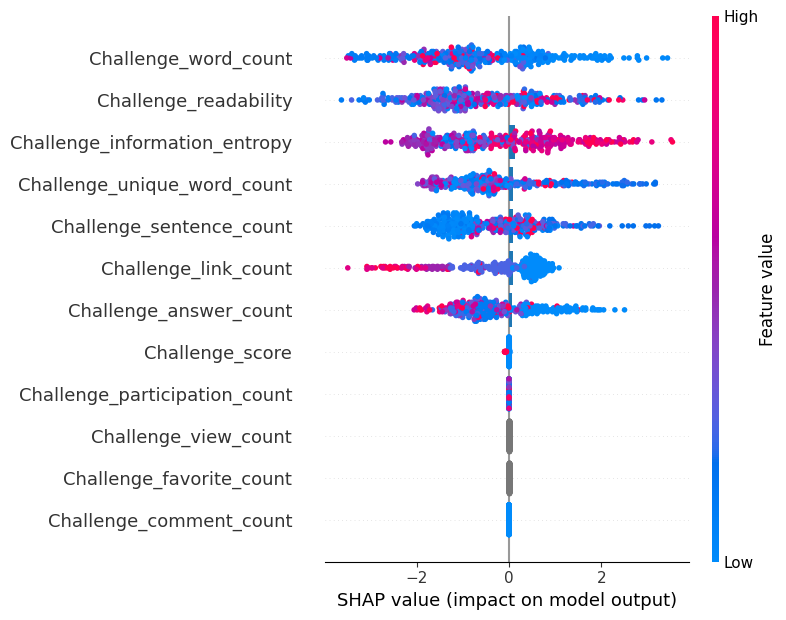 High
Challenge_word_count
Challenge_readability
Challenge_information_entropy
Challenge_unique_word_count
Challenge_sentence_count
Challenge_link_count
Challenge_answer_count
Challenge_score
Challenge_participation_count
Challenge_view_count
Challenge_favorite_count
Challenge_comment_count
Feature value
Low
−2 0 2
SHAP value (impact on model output)